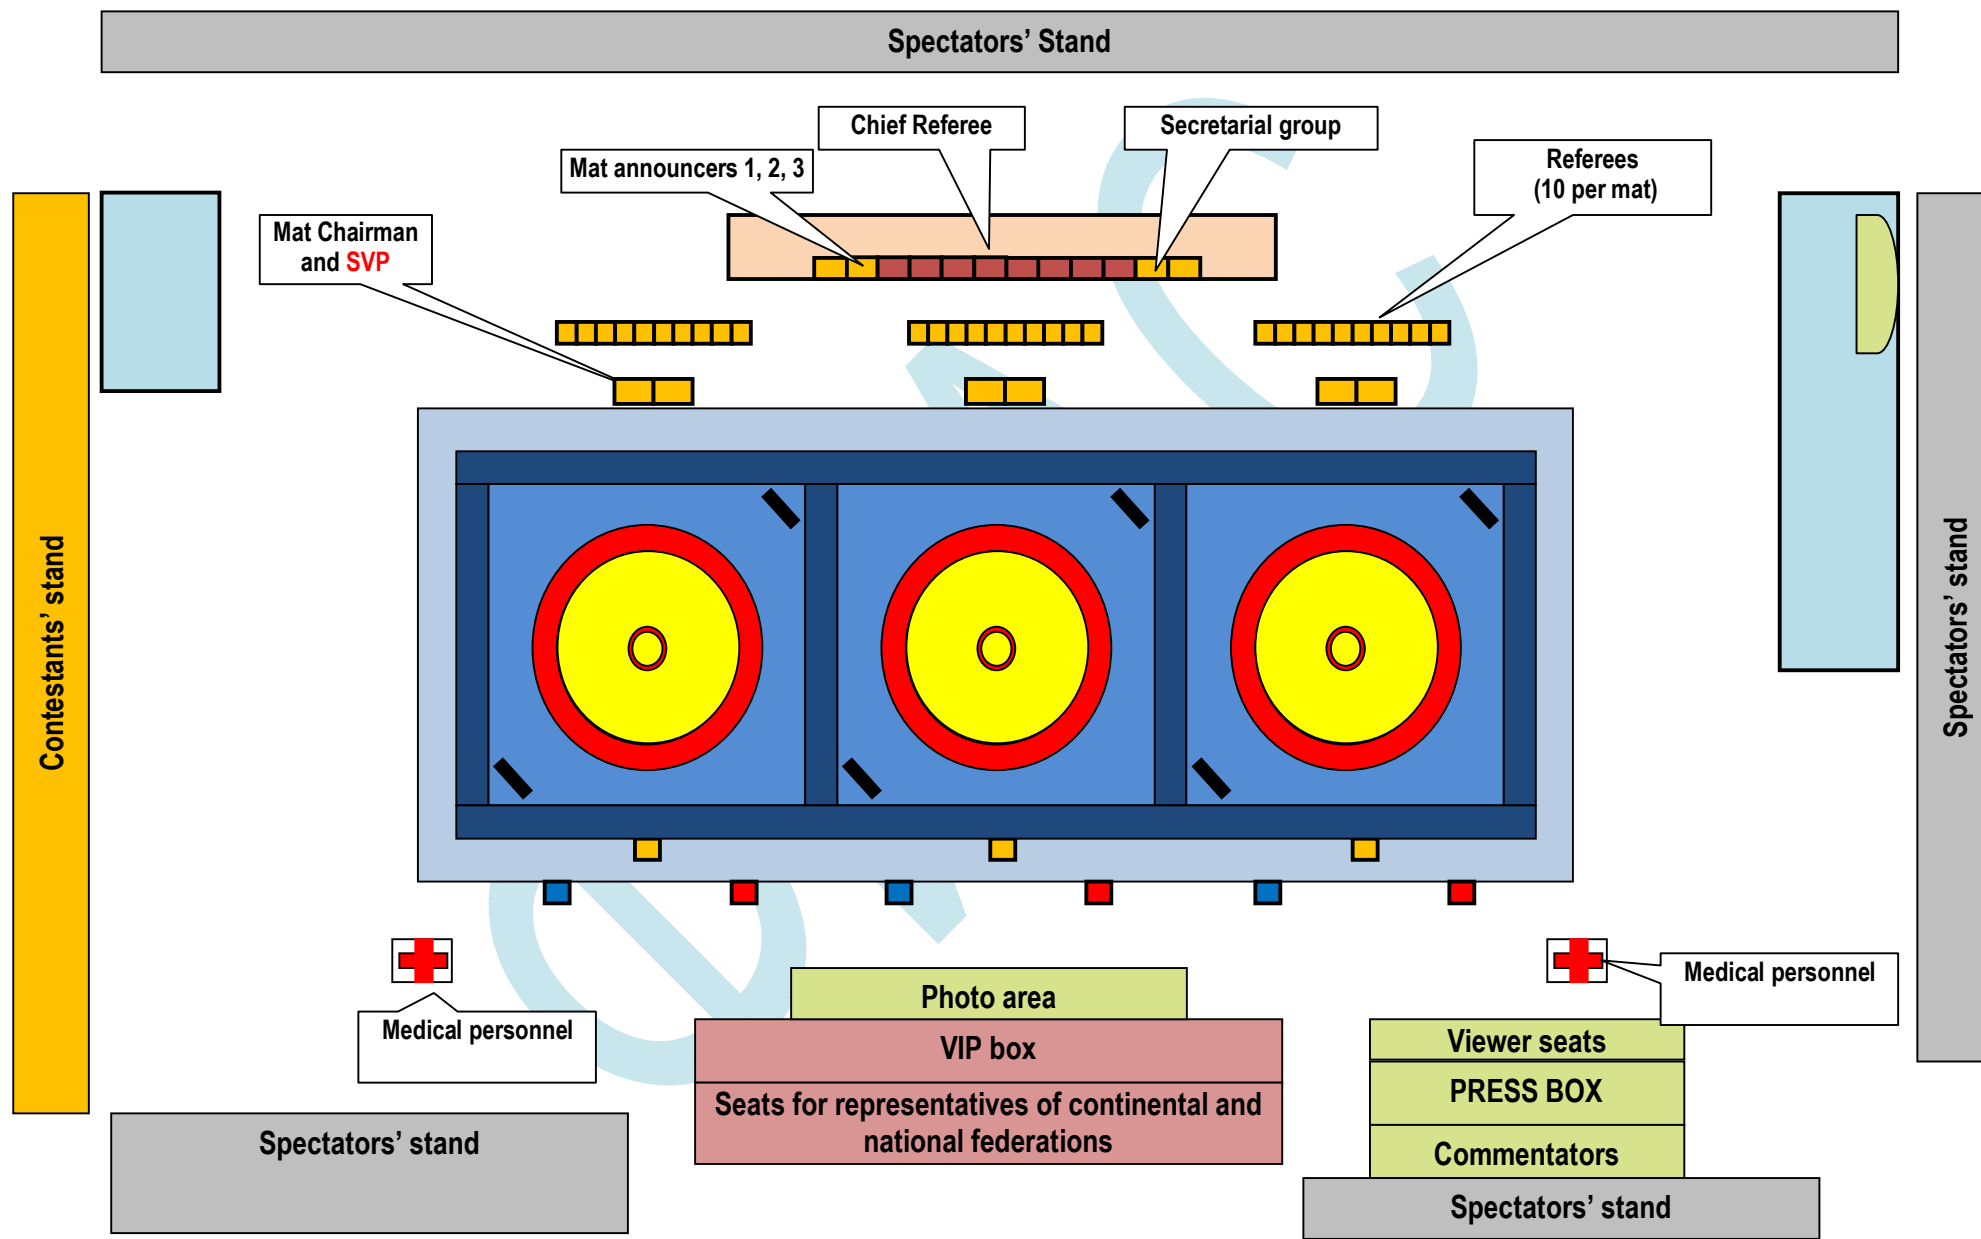 Spectators’ Stand
Chief Referee
Secretarial group
Mat announcers 1, 2, 3
Referees
(10 per mat)
Mat Chairman
and SVP
Contestants’ stand
Spectators’ stand
Medical personnel
Medical personnel
Photo area
VIP box
Seats for representatives of continental and
national federations
Viewer seats
PRESS BOX
Commentators
Spectators’ stand
Spectators’ stand